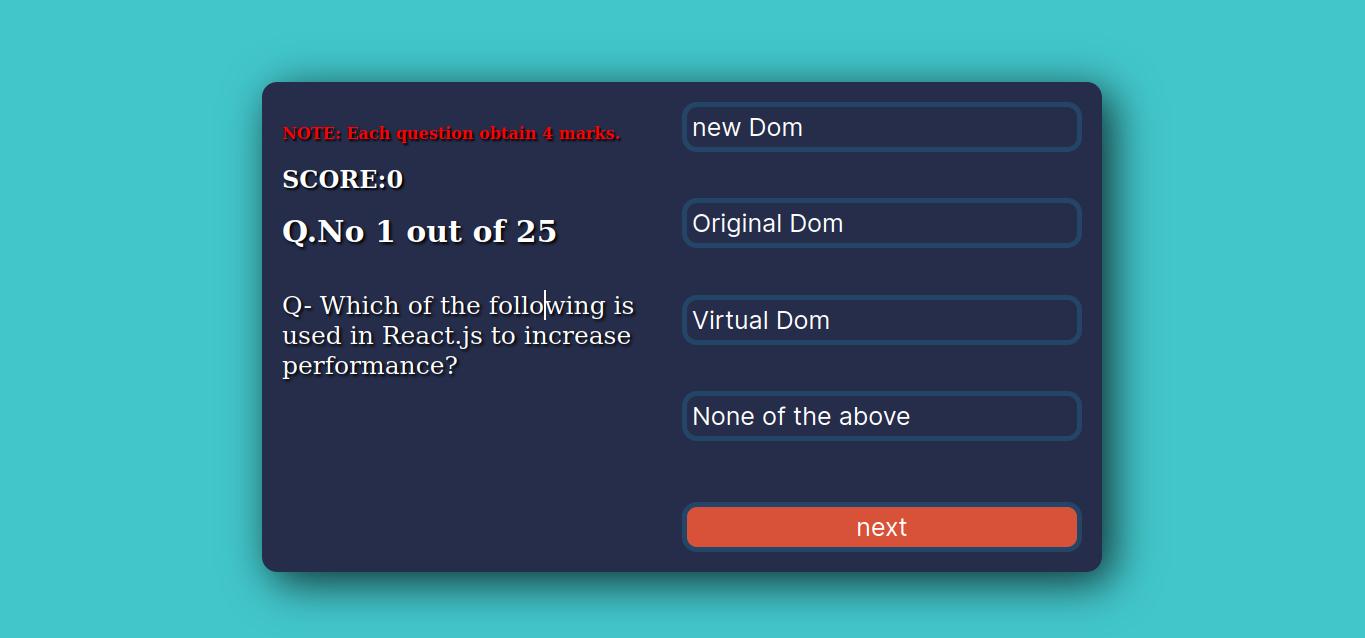 NOTE: Each question obtain 4 marks.
SCORE:0
Q.No 1 out of 25
Q- Which of the following is
used in React.js to increase
performance?
new Dom
Original Dom
Virtual Dom
None of the above
next